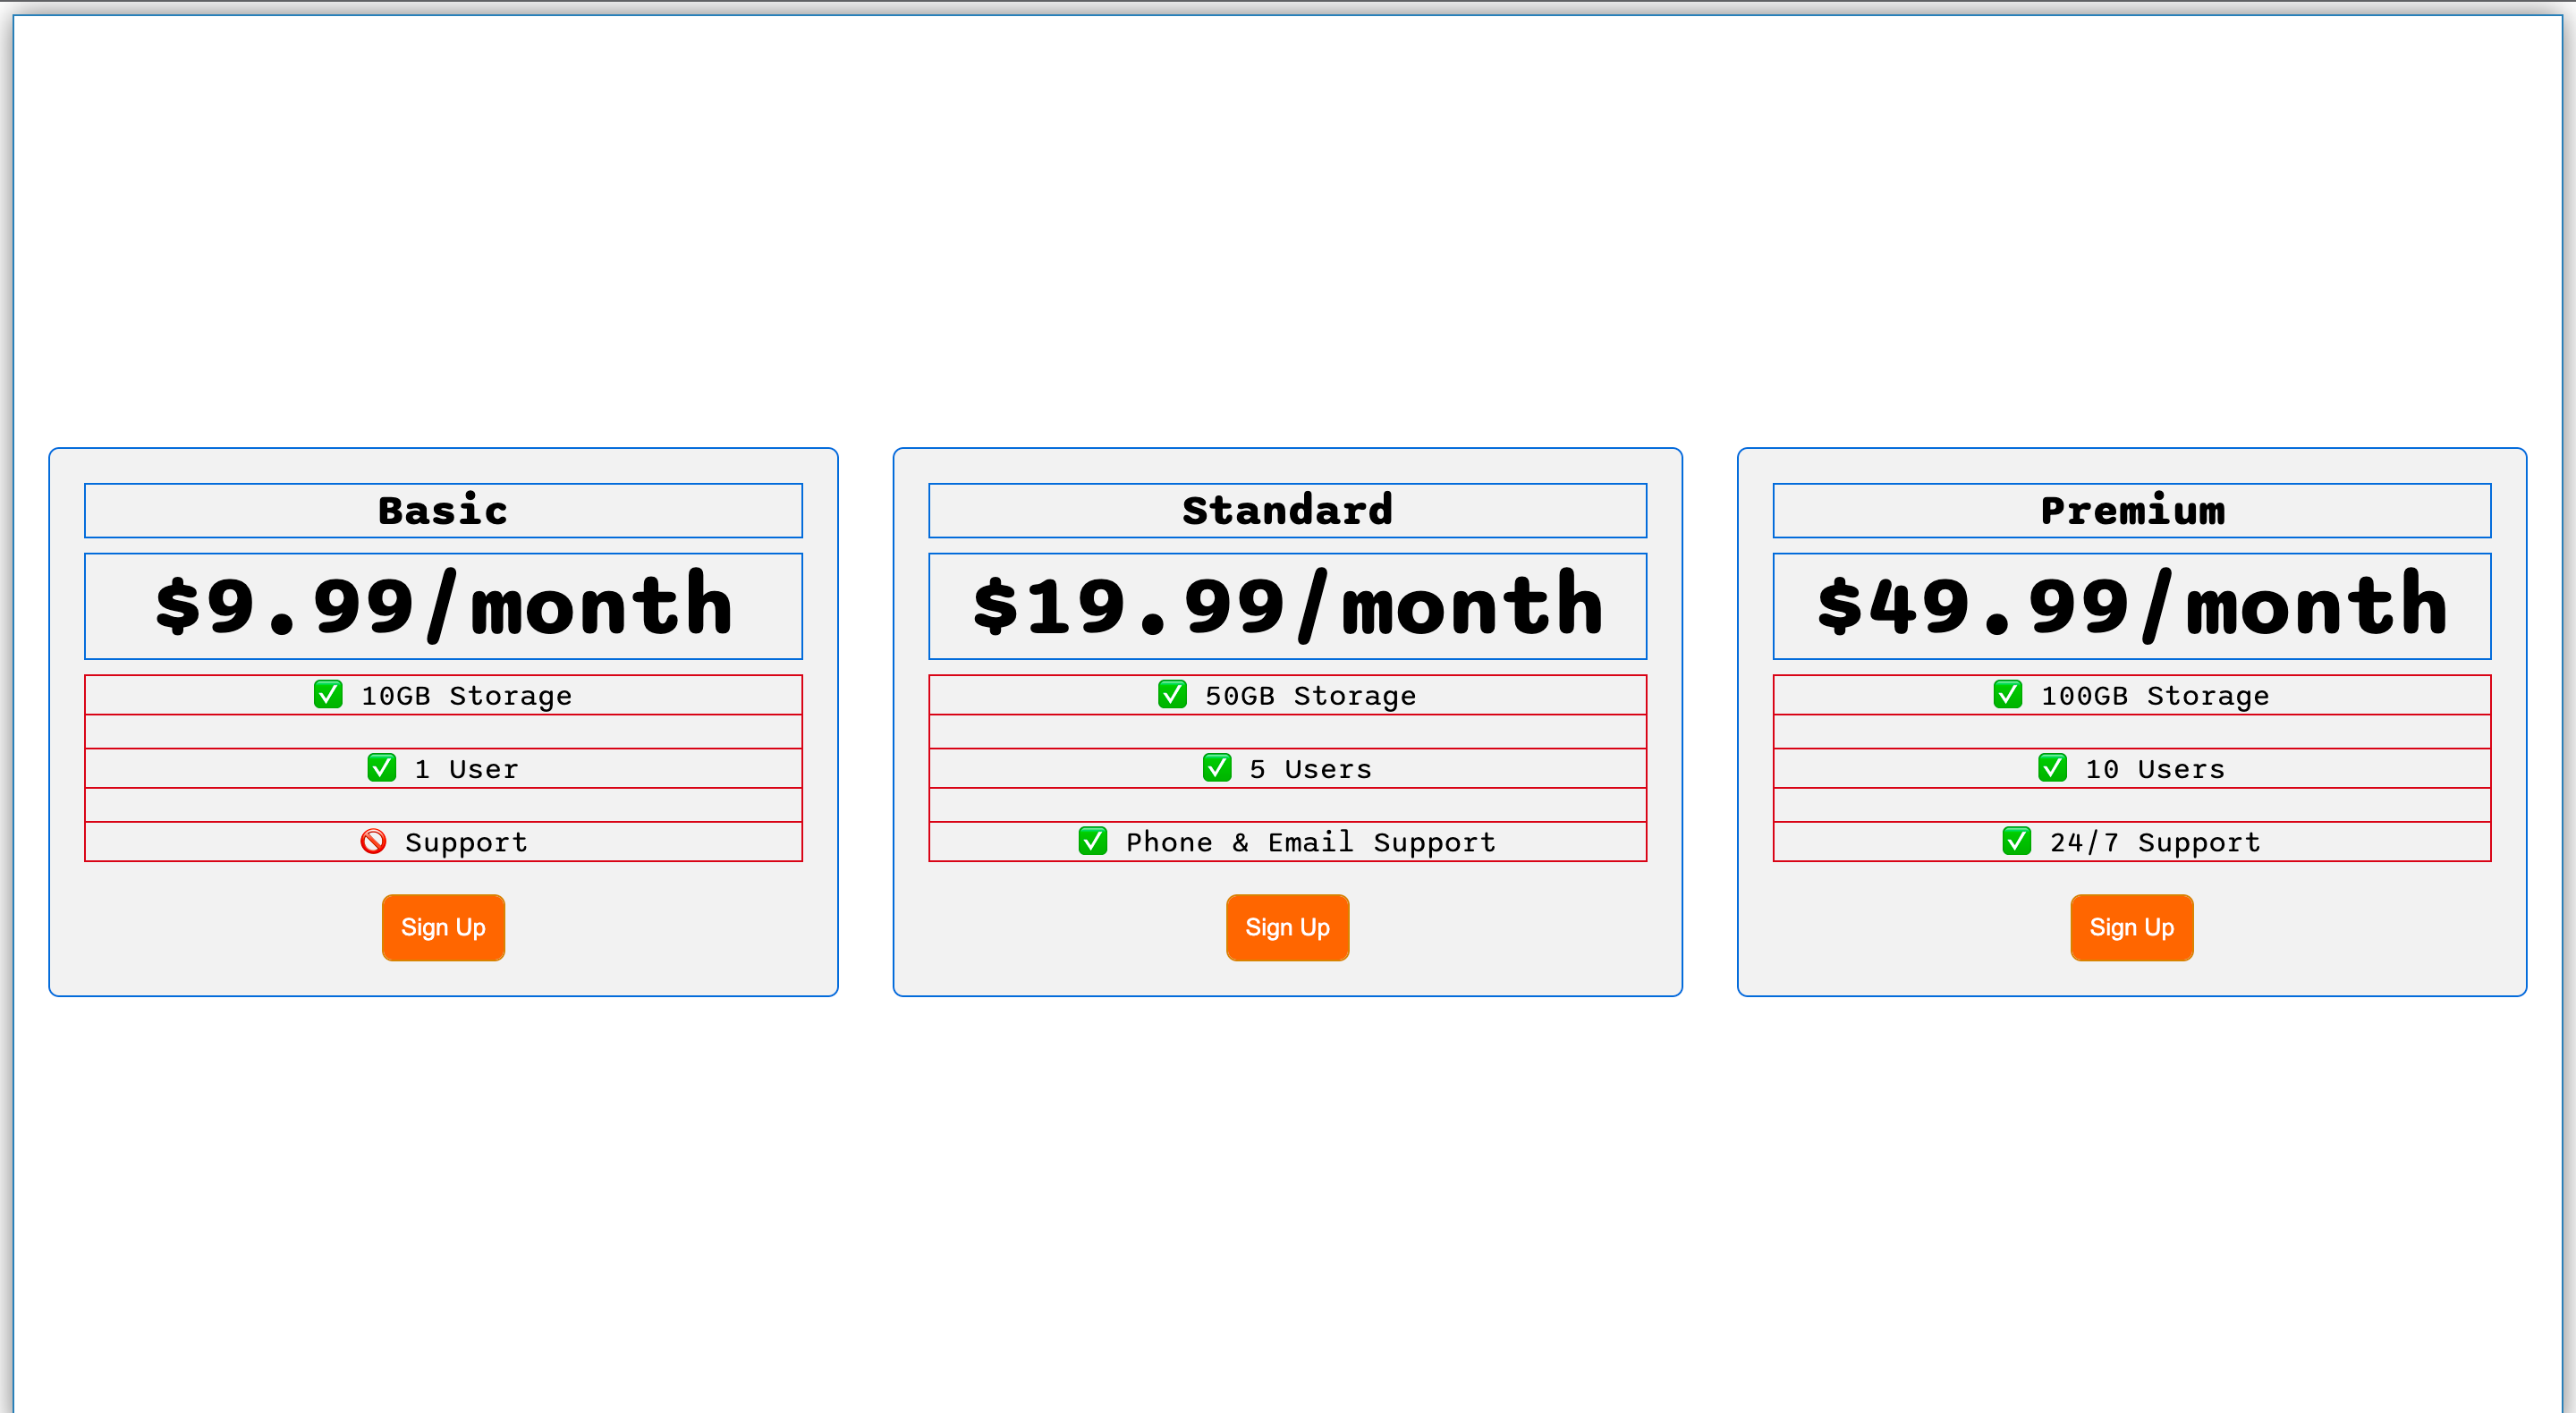 Basic
$9.99/month
✅ 10GB Storage
✅ 1 User
🚫 Support
Sign Up
Standard
$19.99/month
✅ 50GB Storage
✅ 5 Users
✅ Phone & Email Support
Sign Up
Premium
$49.99/month
✅ 100GB Storage
✅ 10 Users
✅ 24/7 Support
Sign Up